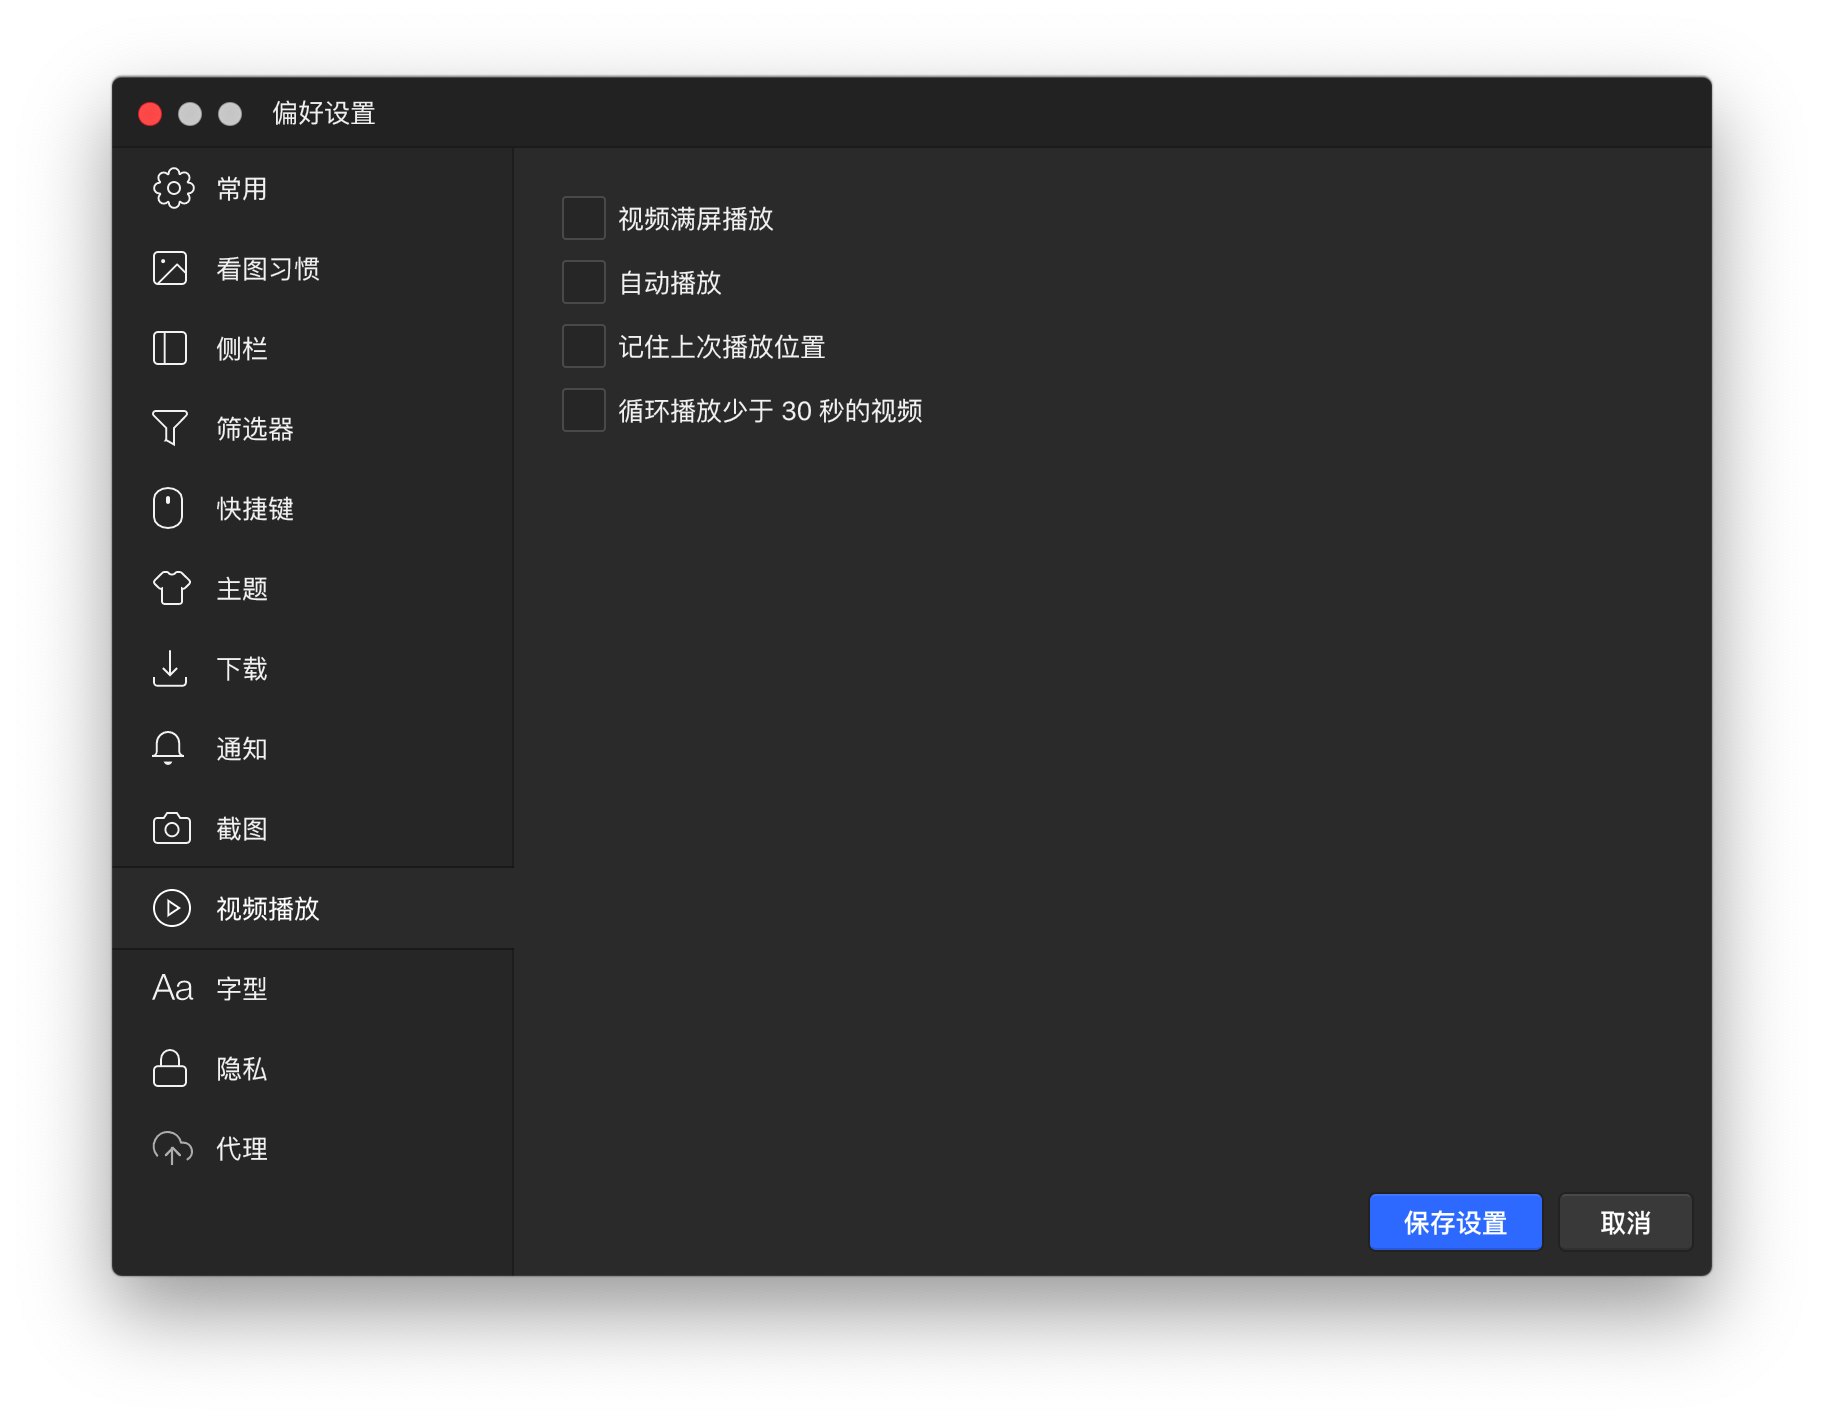 偏好设置
常用
看图习惯
侧栏
筛选器
快捷键
主题
下载
通知
截图
视频播放
Aa 字型
隐私
代理
视频满屏播放
自动播放
记住上次播放位置
循环播放少于 30 秒的视频
保存设置
取消